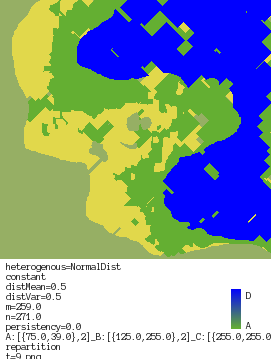 heterogenous=NormalDist
constant
distMean=0.5
distVar=0.5
m=259.0
n=271.0
persistency=0.0
A:[{75.0,39.0},2]_B:[{125.0,255.0},2]_C:[{255.0,255.0
repartition
t=9.png
D
A